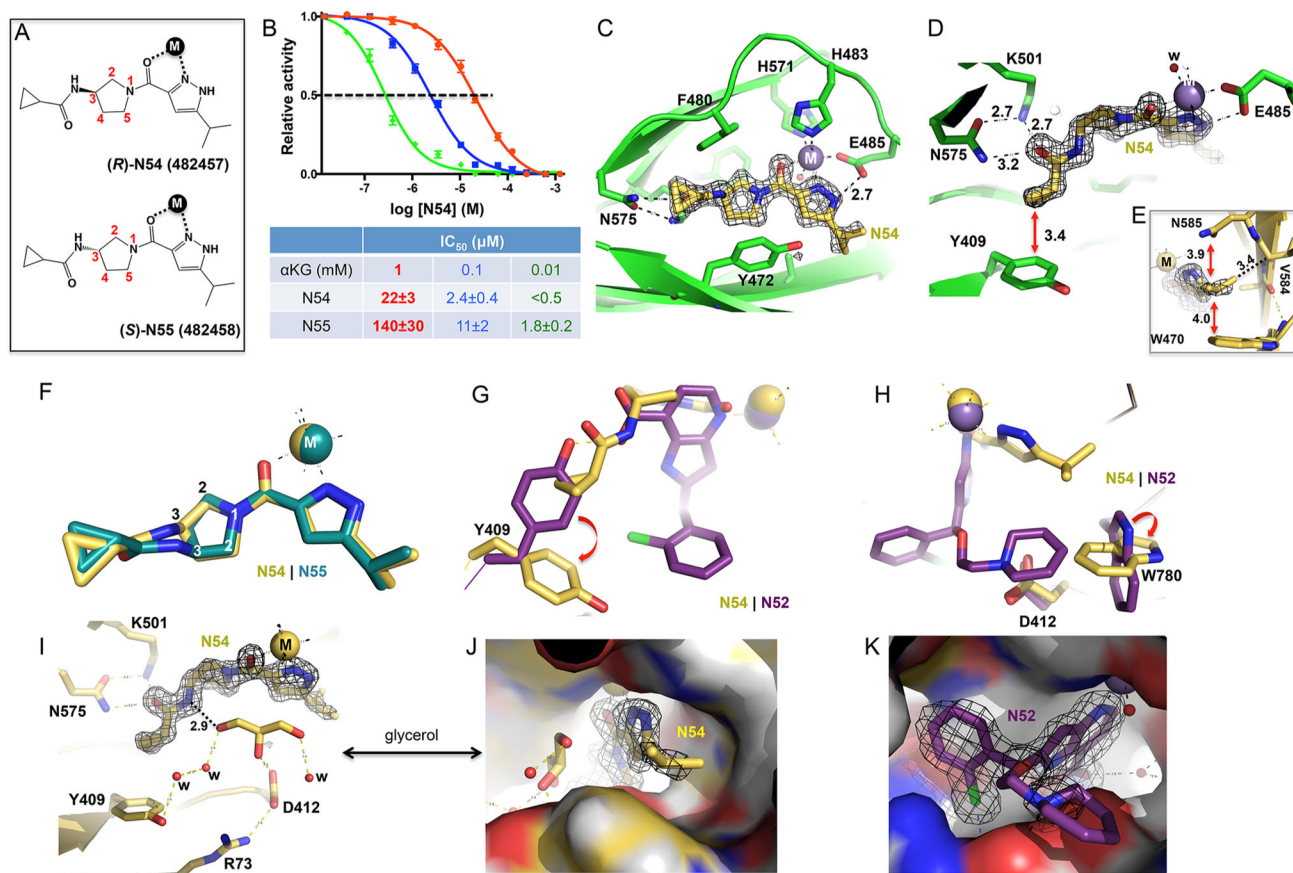 A
M
O
N
NH
H
N
2
1
N
3
O
4
5
(R)-N54 (482457)
M
O
N
NH
H
N
2
1
N
3
O
4
5
(S)-N55 (482458)
B
Relative activity
1.0
0.5
0.0
-7 -6 -5 -4 -3
log [N54] (M)
IC50 (µM)
αKG (mM) 1 0.1 0.01
N54 22±3 2.4±0.4 <0.5
N55 140±30 11±2 1.8±0.2
C
H483
H571
F480
E485
M
2.7
N575
N54
Y472
D
K501
w
E485
2.7
2.7
N54
N575
3.2
3.4
Y409
E
N585
M
3.9
3.4
V584
4.0
W470
F
M
2
1
3
3
2
N54 | N55
G
Y409
N54 | N52
H
N54 | N52
W780
D412
I
K501
N54
M
N575
2.9
w
w
Y409
D412
R73
glycerol
J
N54
K
N52